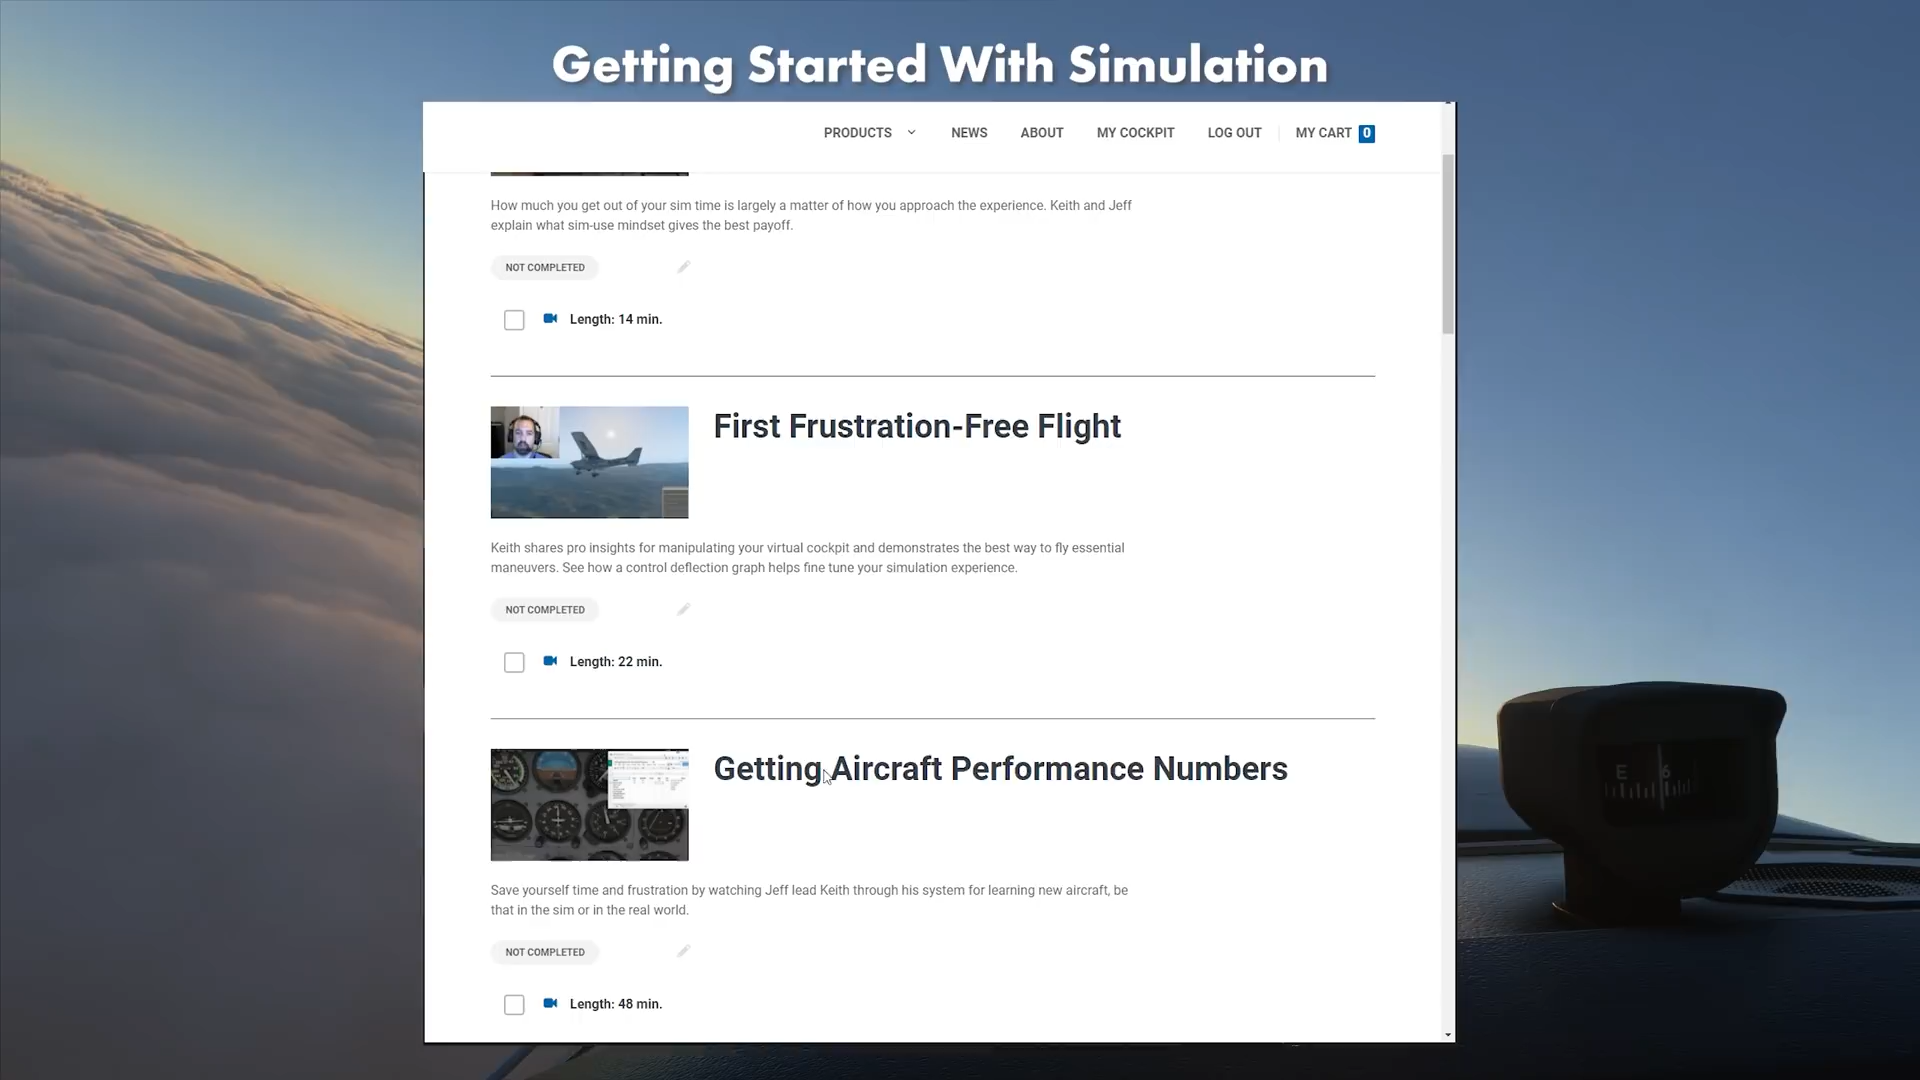 Getting Started With Simulation
PRODUCTS NEWS ABOUT MY COCKPIT LOG OUT MY CART 0
How much you get out of your sim time is largely a matter of how you approach the experience. Keith and Jeff
explain what sim-use mindset gives the best payoff.
NOT COMPLETED
Length: 14 min.
First Frustration-Free Flight
Keith shares pro insights for manipulating your virtual cockpit and demonstrates the best way to fly essential
maneuvers. See how a control deflection graph helps fine tune your simulation experience.
NOT COMPLETED
Length: 22 min.
Getting Aircraft Performance Numbers
Save yourself time and frustration by watching Jeff lead Keith through his system for learning new aircraft, be
that in the sim or in the real world.
NOT COMPLETED
Length: 48 min.
E 6